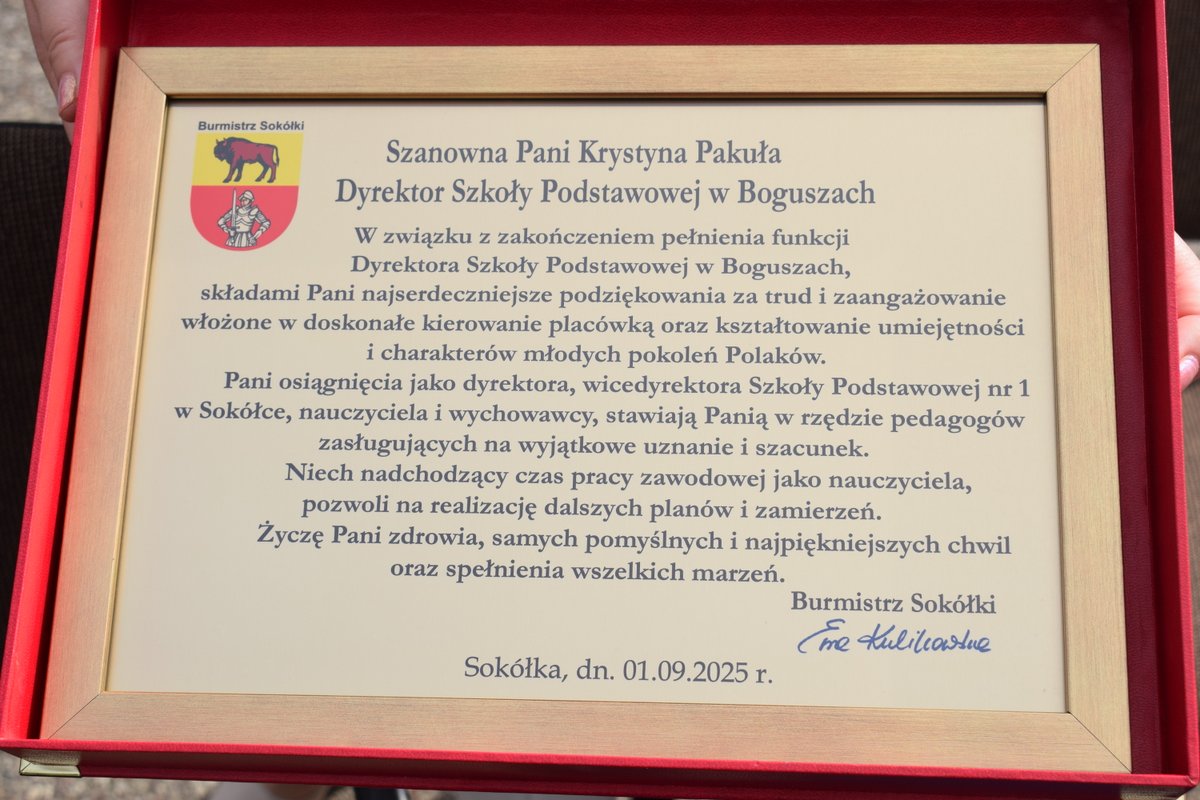 Burmistrz Sokółki
Szanowna Pani Krystyna Pakuła
Dyrektor Szkoły Podstawowej w Boguszach
W związku z zakończeniem pełnienia funkcji
Dyrektora Szkoły Podstawowej w Boguszach,
składami Pani najserdeczniejsze podziękowania za trud i zaangażowanie
włożone w doskonałe kierowanie placówką oraz kształtowanie umiejętności
i charakterów młodych pokoleń Polaków.
Pani osiągnięcia jako dyrektora, wicedyrektora Szkoły Podstawowej nr 1
w Sokółce, nauczyciela i wychowawcy, stawiają Panią w rzędzie pedagogów
zasługujących na wyjątkowe uznanie i szacunek.
Niech nadchodzący czas pracy zawodowej jako nauczyciela,
pozwoli na realizację dalszych planów i zamierzeń.
Życzę Pani zdrowia, samych pomyślnych i najpiękniejszych chwil
oraz spełnienia wszelkich marzeń.
Burmistrz Sokółki
Ewa Kulikowska
Sokółka, dn. 01.09.2025 r.